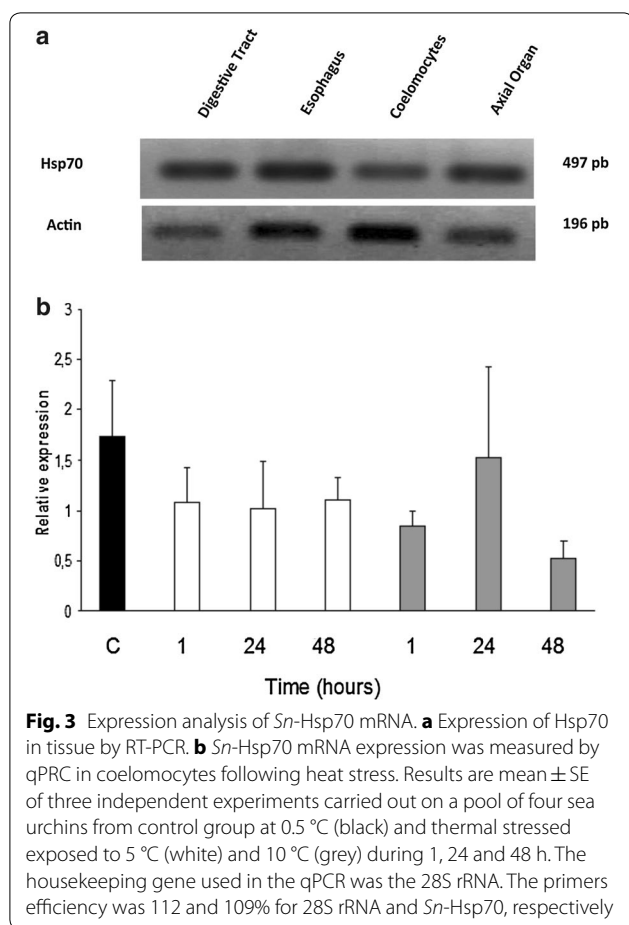 a
Digestive Tract
Esophagus
Coelomocytes
Axial Organ
Hsp70
497 pb
Actin
196 pb
b
3
2,5
2
1,5
1
0,5
0
Relative expression
C 1 24 48 1 24 48
Time (hours)
Fig. 3 Expression analysis of Sn-Hsp70 mRNA. a Expression of Hsp70
in tissue by RT-PCR. b Sn-Hsp70 mRNA expression was measured by
qPRC in coelomocytes following heat stress. Results are mean ± SE
of three independent experiments carried out on a pool of four sea
urchins from control group at 0.5 °C (black) and thermal stressed
exposed to 5 °C (white) and 10 °C (grey) during 1, 24 and 48 h. The
housekeeping gene used in the qPCR was the 28S rRNA. The primers
efficiency was 112 and 109% for 28S rRNA and Sn-Hsp70, respectively